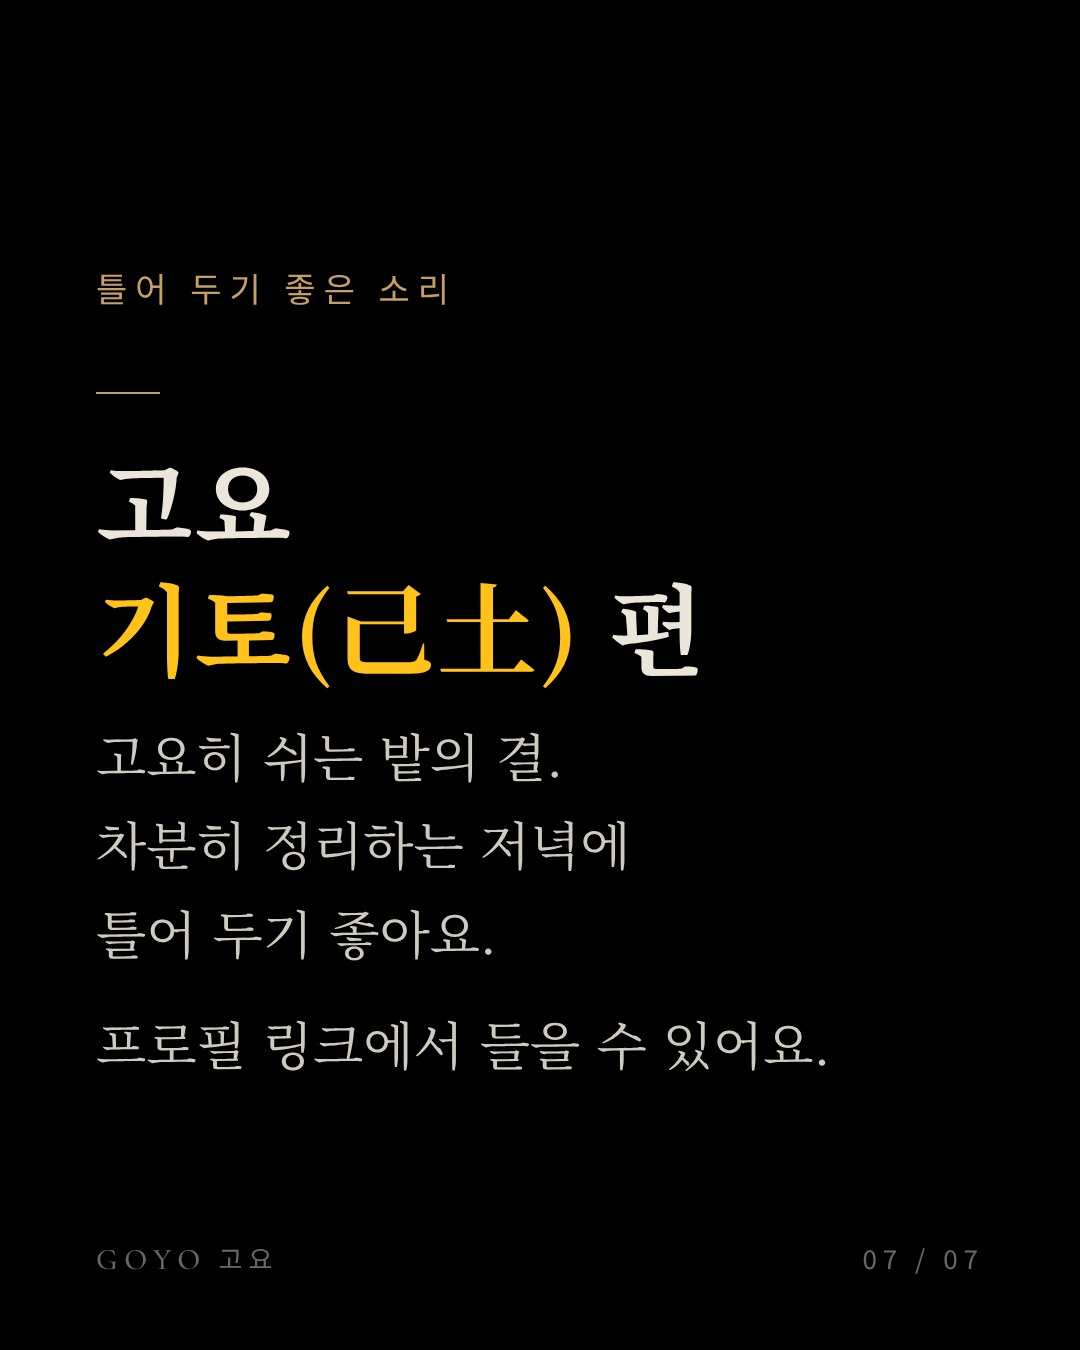 틀어 두기 좋은 소리
고요
기토(己土) 편
고요히 쉬는 밭의 결.
차분히 정리하는 저녁에
틀어 두기 좋아요.
프로필 링크에서 들을 수 있어요.
GOYO 고요
07 / 07